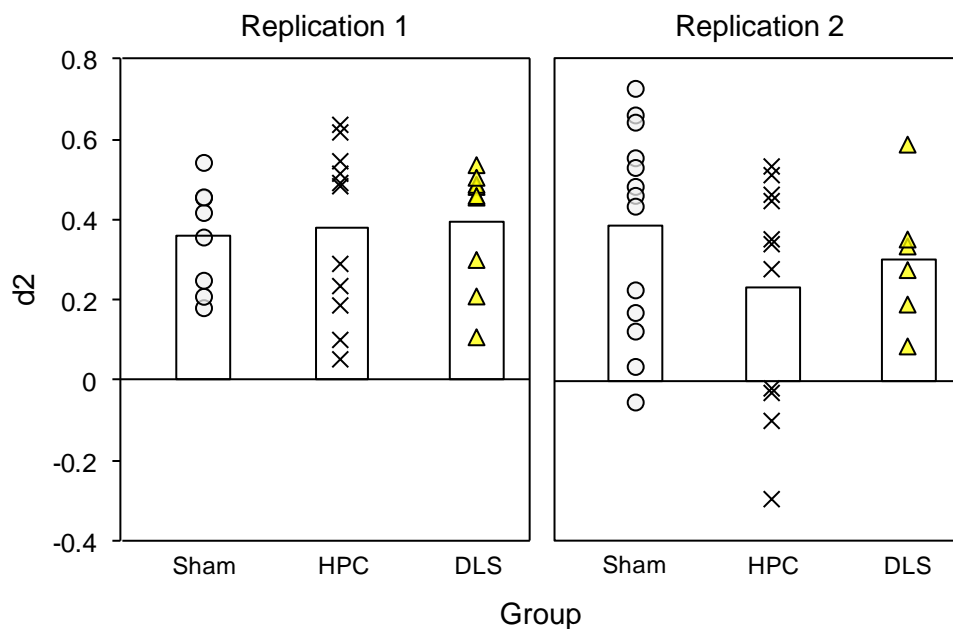 Replication 1
Replication 2
d2
0.8
0.6
0.4
0.2
0
-0.2
-0.4
Sham
HPC
DLS
Sham
HPC
DLS
Group